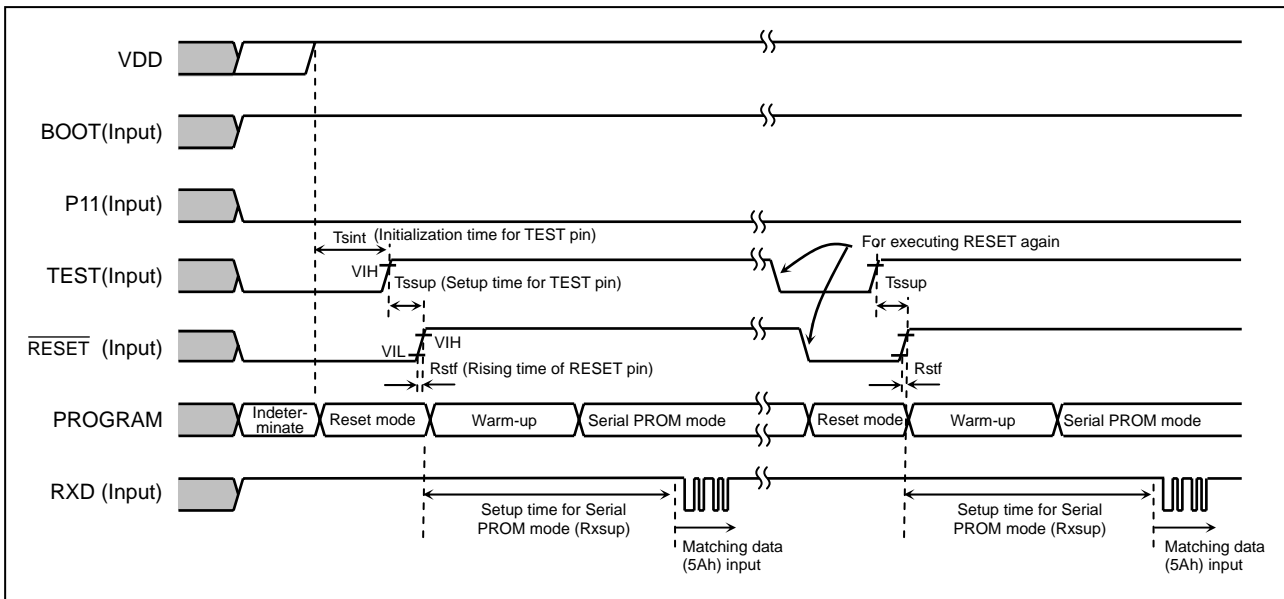 VDD
BOOT(Input)
P11(Input)
Tsint (Initialization time for TEST pin)
For executing RESET again
TEST(Input)
VIH
Tssup (Setup time for TEST pin)
Tssup
RESET (Input)
VIL
VIH
Rstf (Rising time of RESET pin)
Rstf
PROGRAM
Indeter-
minate
Reset mode
Warm-up
Serial PROM mode
Reset mode
Warm-up
Serial PROM mode
RXD (Input)
Setup time for Serial
PROM mode (Rxsup)
Matching data
(5Ah) input
Setup time for Serial
PROM mode (Rxsup)
Matching data
(5Ah) input